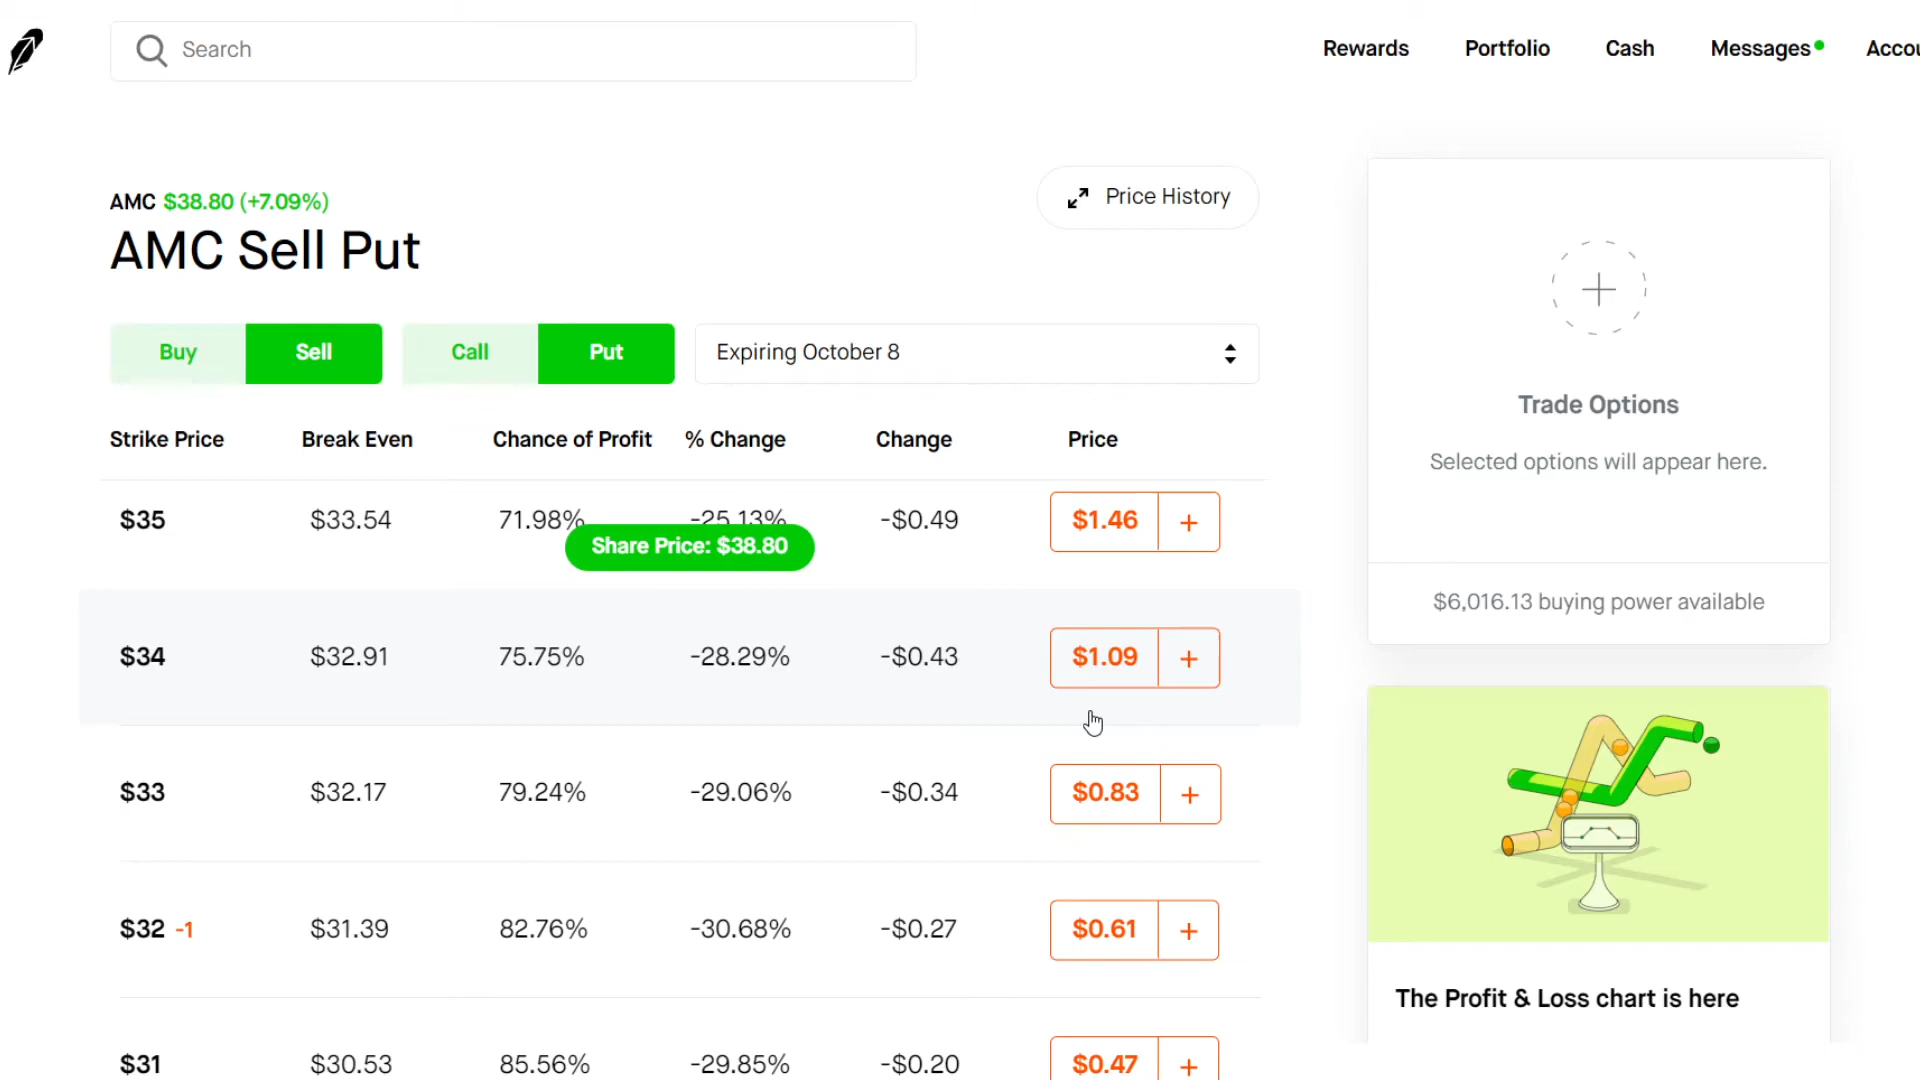 Search
Rewards
Portfolio
Cash
Messages
Accou
AMC $38.80 (+7.09%)
AMC Sell Put
Price History
Buy
Sell
Call
Put
Expiring October 8
Strike Price
Break Even
Chance of Profit
% Change
Change
Price
$35
$33.54
71.98%
-25.13%
-$0.49
$1.46
+
Share Price: $38.80
$34
$32.91
75.75%
-28.29%
-$0.43
$1.09
+
$33
$32.17
79.24%
-29.06%
-$0.34
$0.83
+
$32 -1
$31.39
82.76%
-30.68%
-$0.27
$0.61
+
$31
$30.53
85.56%
-29.85%
-$0.20
$0.47
+
Trade Options
Selected options will appear here.
$6,016.13 buying power available
The Profit & Loss chart is here